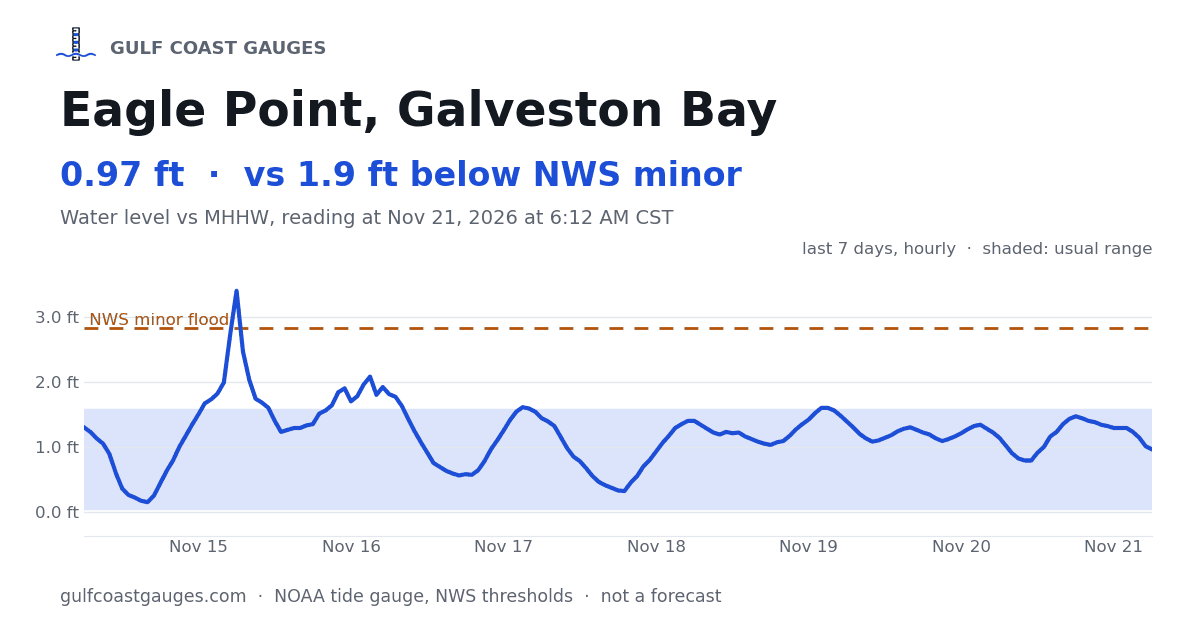 GULF COAST GAUGES
Eagle Point, Galveston Bay
0.97 ft · vs 1.9 ft below NWS minor
Water level vs MHHW, reading at Nov 21, 2026 at 6:12 AM CST
last 7 days, hourly · shaded: usual range
3.0 ft
NWS minor flood
2.0 ft
1.0 ft
0.0 ft
Nov 15 Nov 16 Nov 17 Nov 18 Nov 19 Nov 20 Nov 21
gulfcoastgauges.com · NOAA tide gauge, NWS thresholds · not a forecast